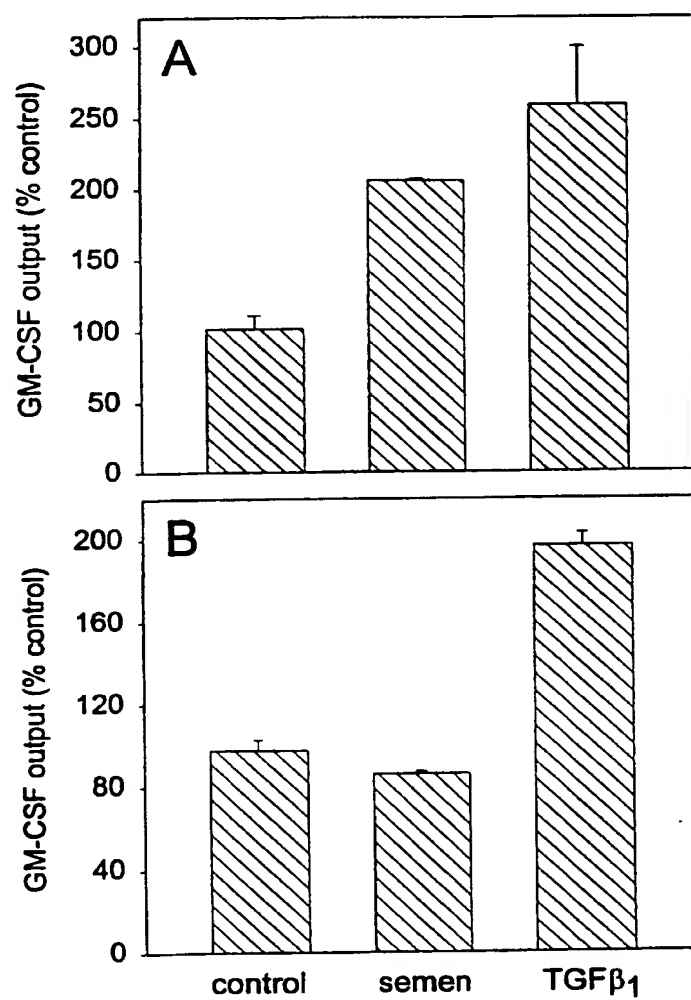 A
GM-CSF output (% control)
300
250
200
150
100
50
0
B
GM-CSF output (% control)
200
160
120
80
40
0
control semen TGFβ1